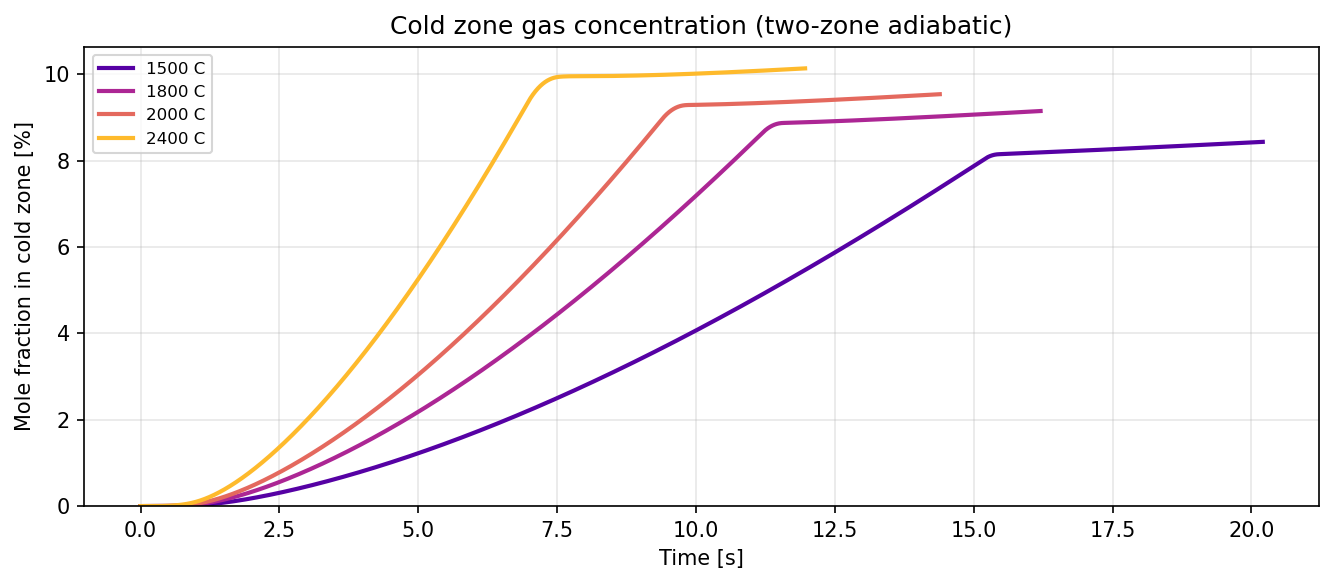 Cold zone gas concentration (two-zone adiabatic)
Mole fraction in cold zone [%]
10
8
6
4
2
0
1500 C
1800 C
2000 C
2400 C
0.0 2.5 5.0 7.5 10.0 12.5 15.0 17.5 20.0
Time [s]